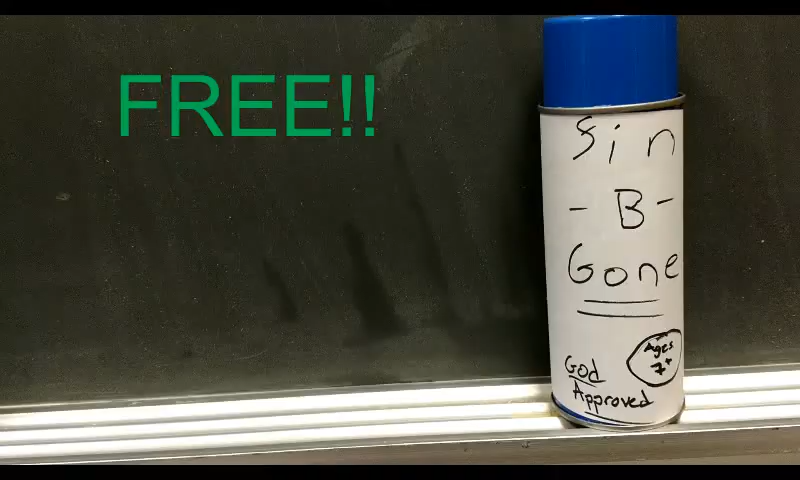 FREE!!
Sin
-B-
Gone
Ages
7+
God
Approved